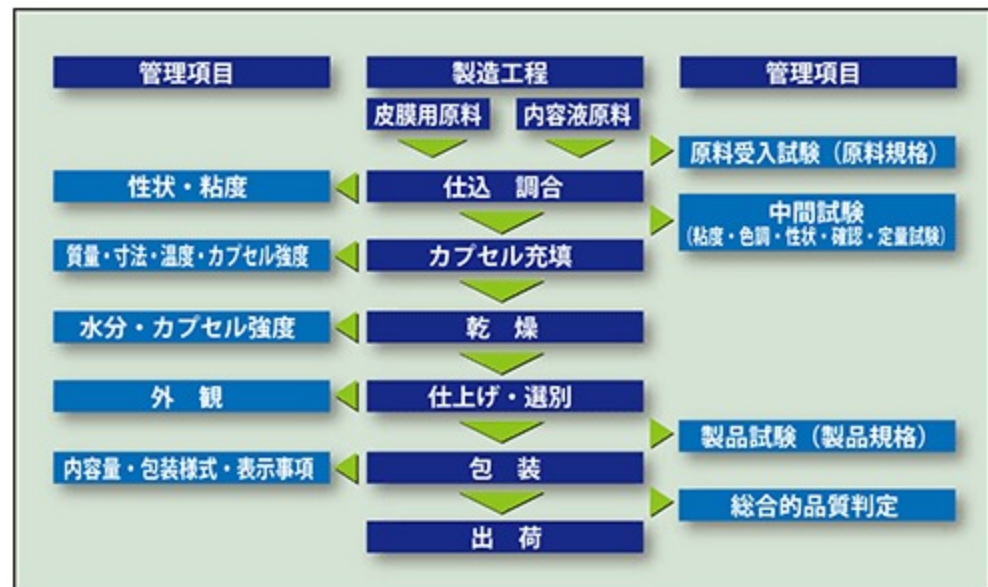 管理項目
製造工程
管理項目
皮膜用原料
内容液原料
原料受入試験（原料規格）
性状・粘度
仕込　調合
中間試験
(粘度・色調・性状・確認・定量試験)
質量・寸法・温度・カプセル強度
カプセル充填
水分・カプセル強度
乾　燥
外　観
仕上げ・選別
製品試験（製品規格）
内容量・包装様式・表示事項
包　装
総合的品質判定
出　荷